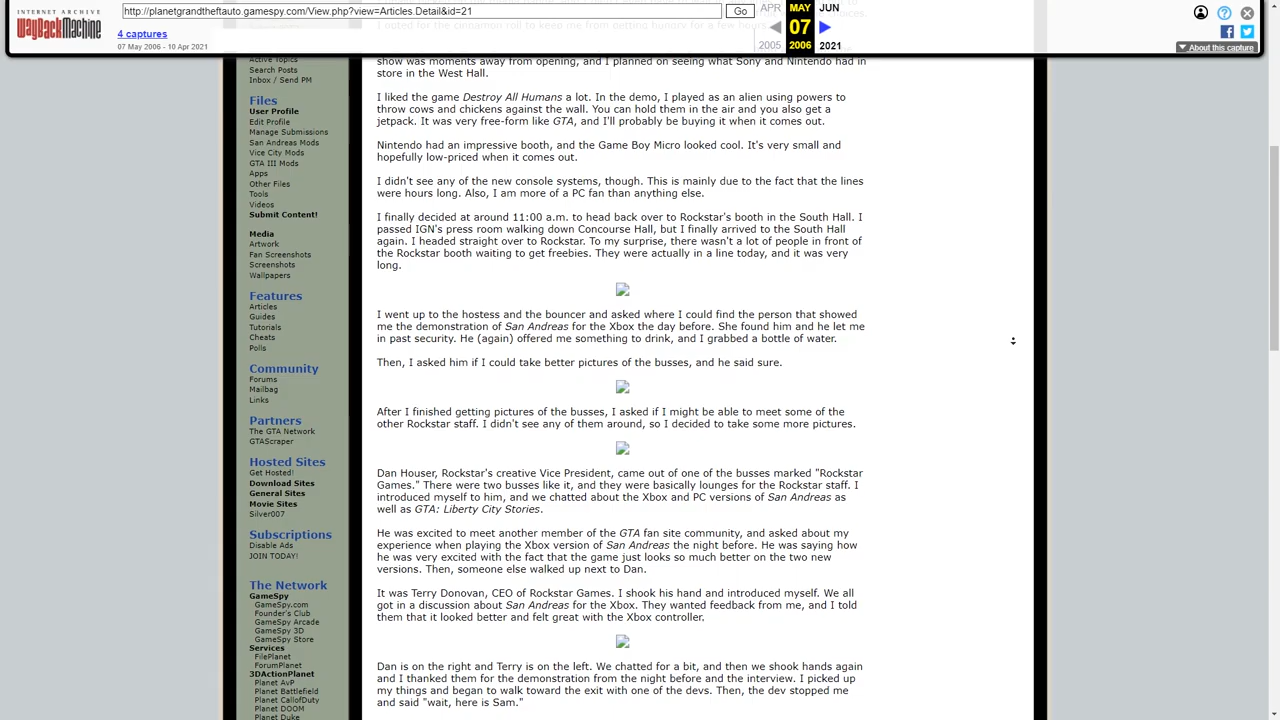 INTERNET ARCHIVE
WayBackMachine
http://planetgrandtheftauto.gamespy.com/View.php?view=Articles.Detail&id=21
Go
4 captures
07 May 2006 - 10 Apr 2021
APR
MAY
JUN
07
2005
2006
2021
About this capture
Active Topics
Search Posts
Inbox / Send PM
Files
User Profile
Edit Profile
Manage Submissions
San Andreas Mods
Vice City Mods
GTA III Mods
Apps
Other Files
Tools
Videos
Submit Content!
Media
Artwork
Fan Screenshots
Screenshots
Wallpapers
Features
Articles
Guides
Tutorials
Cheats
Polls
Community
Forums
Mailbag
Links
Partners
The GTA Network
GTAScraper
Hosted Sites
Get Hosted!
Download Sites
General Sites
Movie Sites
Silver007
Subscriptions
Disable Ads
JOIN TODAY!
The Network
GameSpy
GameSpy.com
Founder's Club
GameSpy Arcade
GameSpy 3D
GameSpy Store
Services
FilePlanet
ForumPlanet
3DActionPlanet
Planet AvP
Planet Battlefield
Planet CallofDuty
Planet DOOM
Planet Duke
I opted for the cinnamon roll to keep me from getting hungry for a few hours.
show was moments away from opening, and I planned on seeing what Sony and Nintendo had in
store in the West Hall.
I liked the game Destroy All Humans a lot. In the demo, I played as an alien using powers to
throw cows and chickens against the wall. You can hold them in the air and you also get a
jetpack. It was very free-form like GTA, and I'll probably be buying it when it comes out.
Nintendo had an impressive booth, and the Game Boy Micro looked cool. It's very small and
hopefully low-priced when it comes out.
I didn't see any of the new console systems, though. This is mainly due to the fact that the lines
were hours long. Also, I am more of a PC fan than anything else.
I finally decided at around 11:00 a.m. to head back over to Rockstar's booth in the South Hall. I
passed IGN's press room walking down Concourse Hall, but I finally arrived to the South Hall
again. I headed straight over to Rockstar. To my surprise, there wasn't a lot of people in front of
the Rockstar booth waiting to get freebies. They were actually in a line today, and it was very
long.
I went up to the hostess and the bouncer and asked where I could find the person that showed
me the demonstration of San Andreas for the Xbox the day before. She found him and he let me
in past security. He (again) offered me something to drink, and I grabbed a bottle of water.
Then, I asked him if I could take better pictures of the busses, and he said sure.
After I finished getting pictures of the busses, I asked if I might be able to meet some of the
other Rockstar staff. I didn't see any of them around, so I decided to take some more pictures.
Dan Houser, Rockstar's creative Vice President, came out of one of the busses marked "Rockstar
Games." There were two busses like it, and they were basically lounges for the Rockstar staff. I
introduced myself to him, and we chatted about the Xbox and PC versions of San Andreas as
well as GTA: Liberty City Stories.
He was excited to meet another member of the GTA fan site community, and asked about my
experience when playing the Xbox version of San Andreas the night before. He was saying how
he was very excited with the fact that the game just looks so much better on the two new
versions. Then, someone else walked up next to Dan.
It was Terry Donovan, CEO of Rockstar Games. I shook his hand and introduced myself. We all
got in a discussion about San Andreas for the Xbox. They wanted feedback from me, and I told
them that it looked better and felt great with the Xbox controller.
Dan is on the right and Terry is on the left. We chatted for a bit, and then we shook hands again
and I thanked them for the demonstration from the night before and the interview. I picked up
my things and began to walk toward the exit with one of the devs. Then, the dev stopped me
and said "wait, here is Sam."